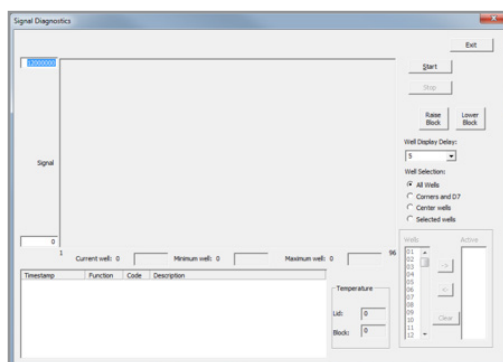 Signal Diagnostics
Exit
12000000
Start
Stop
Raise Block
Lower Block
Well Display Delay:
5
Signal
Well Selection:
All Wells
Corners and D7
Center wells
Selected wells
0
1
96
Current well: 0
Minimum well: 0
Maximum well: 0
Wells
Active
01
02
03
04
05
06
07
08
09
10
11
12
->
<-
Clear
Timestamp Function Code Description
Temperature
Lid: 0
Block: 0